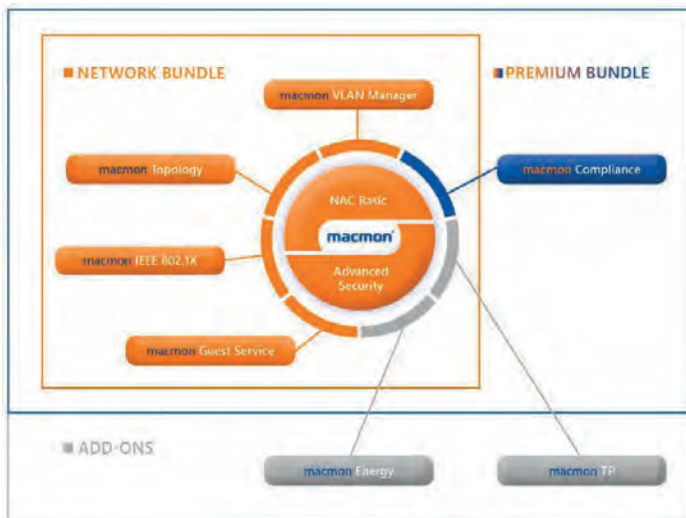 NETWORK BUNDLE
PREMIUM BUNDLE
macmon VLAN Manager
macmon Topology
macmon Compliance
NAC Basic
macmon
macmon IEEE 802.1X
Advanced
Security
macmon Guest Service
ADD-ONS
macmon Energy
macmon TP